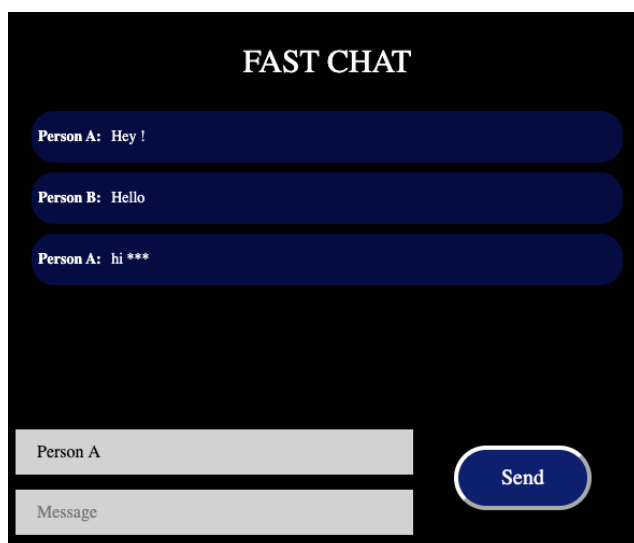 FAST CHAT
Person A: Hey !
Person B: Hello
Person A: hi ***
Person A
Send
Message